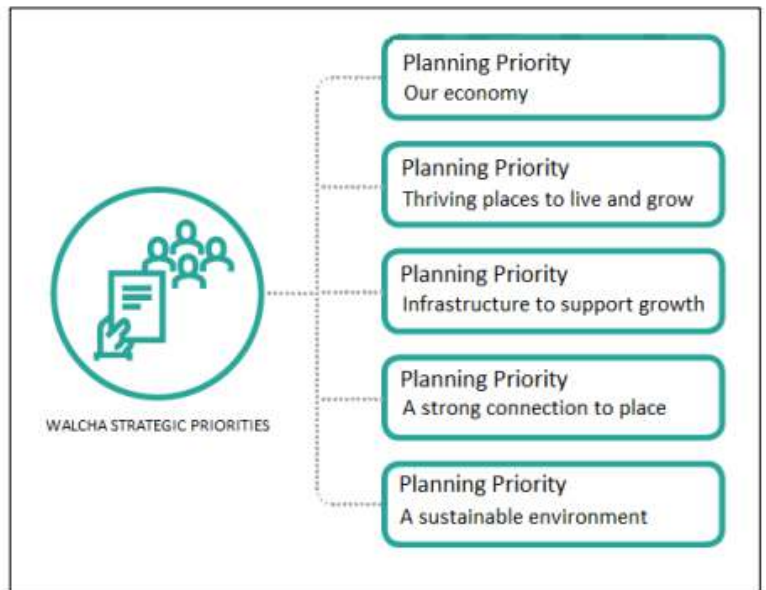 Planning Priority
Our economy
Planning Priority
Thriving places to live and grow
Planning Priority
Infrastructure to support growth
Planning Priority
A strong connection to place
Planning Priority
A sustainable environment
WALCHA STRATEGIC PRIORITIES